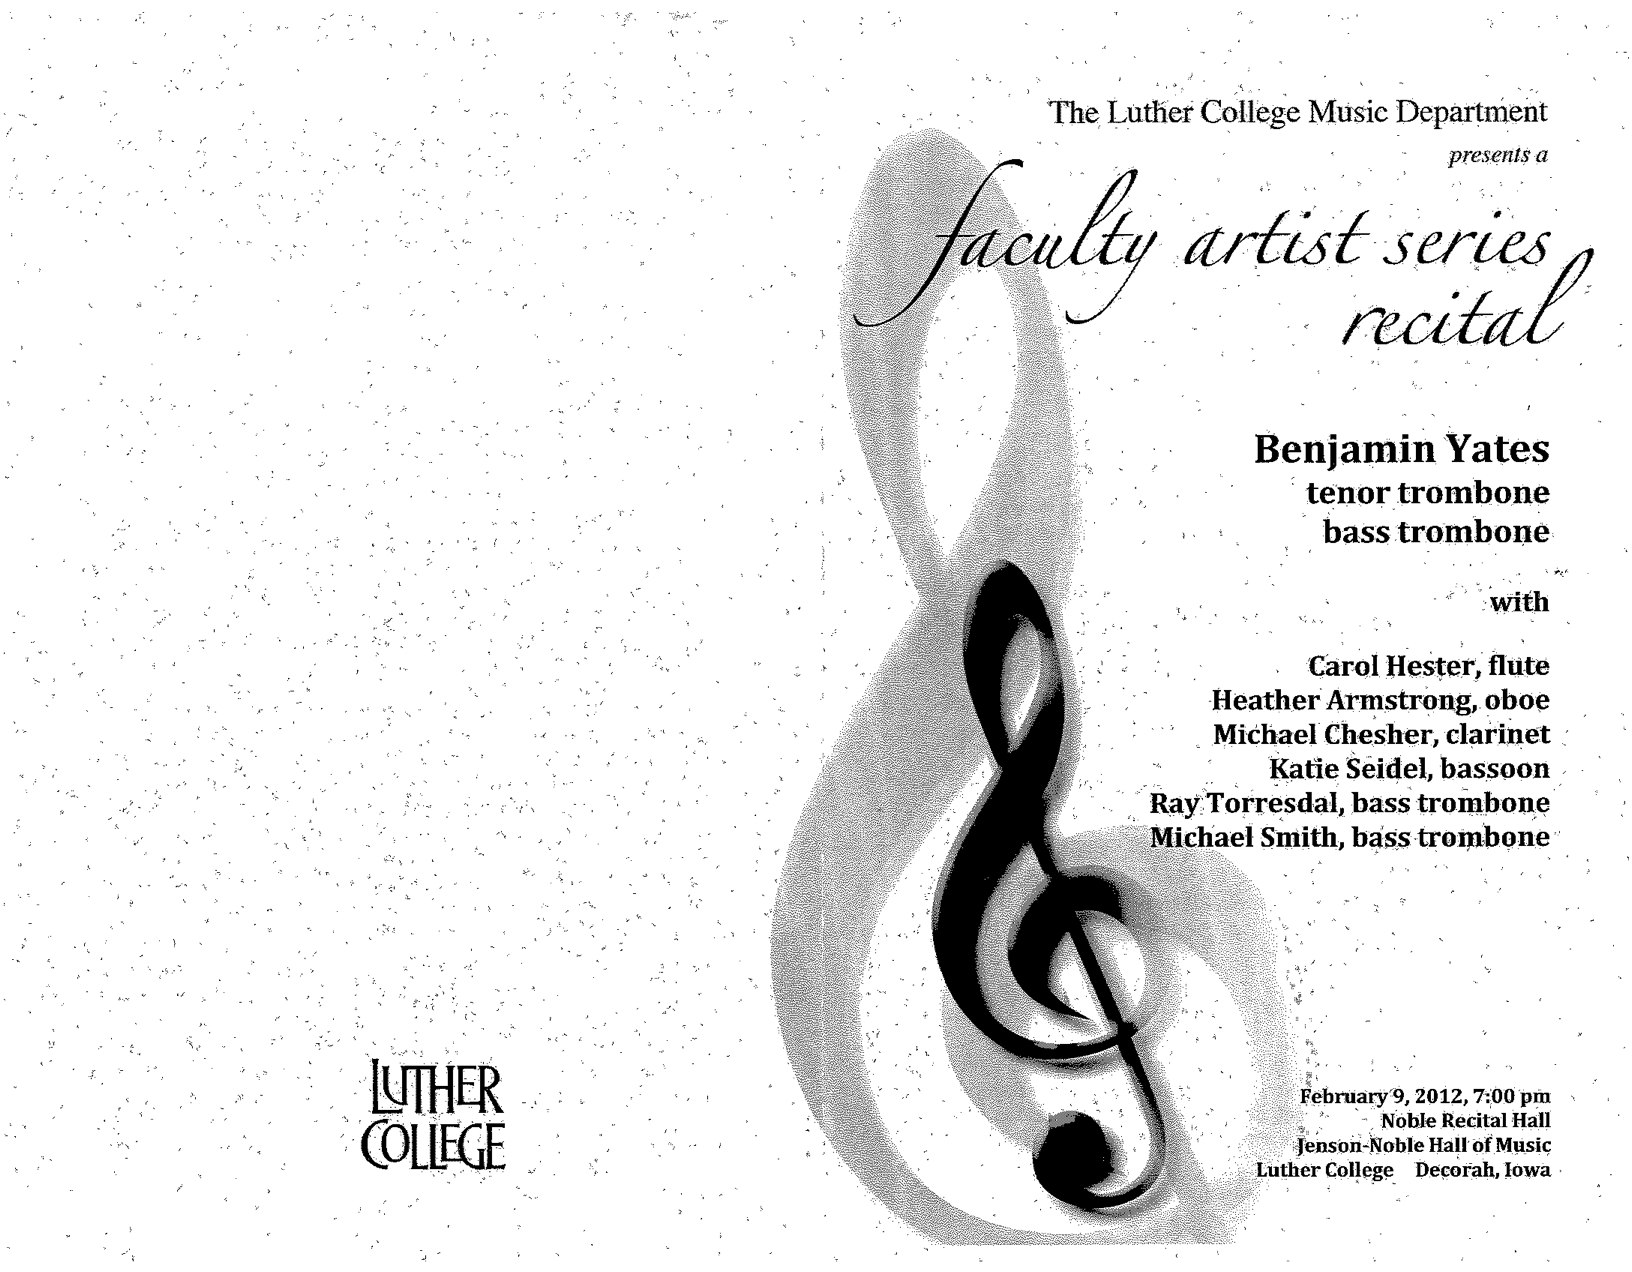 The Luther College Music Department
presents a
faculty artist series
recital
Benjamin Yates
tenor trombone
bass trombone
with
Carol Hester, flute
Heather Armstrong, oboe
Michael Chesher, clarinet
Katie Seidel, bassoon
Ray Torresdal, bass trombone
Michael Smith, bass trombone
February 9, 2012, 7:00 pm
Noble Recital Hall
Jenson-Noble Hall of Music
Luther College Decorah, Iowa
LUTHER
COLLEGE